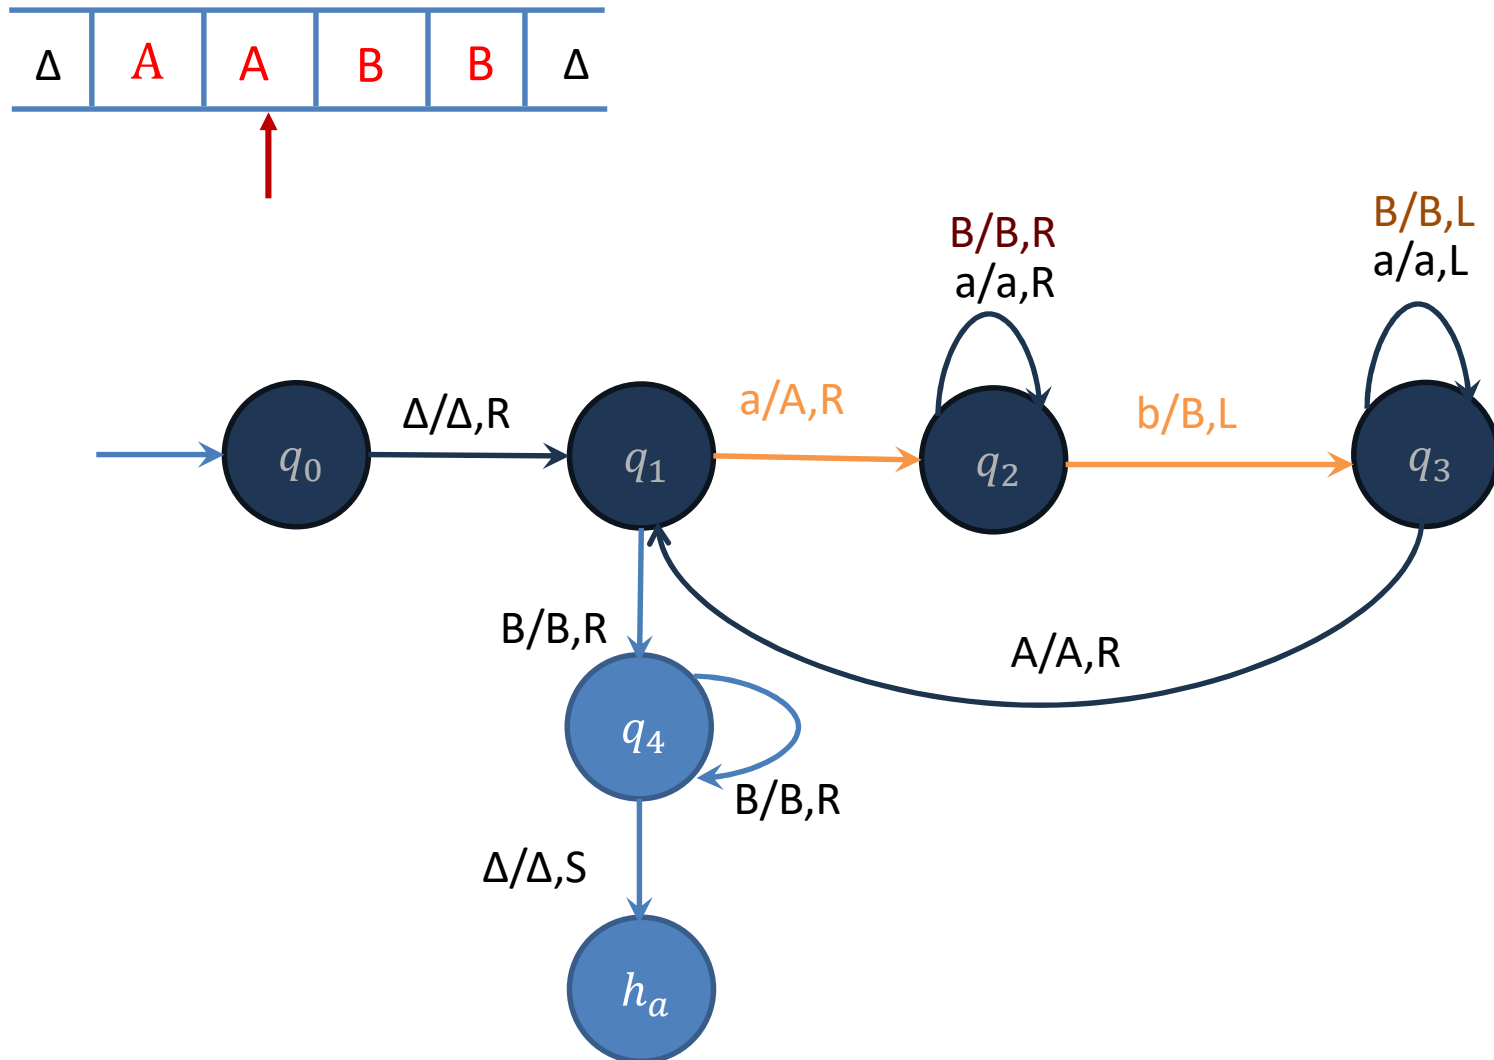 Δ A A B B Δ
B/B,R
a/a,R
B/B,L
a/a,L
Δ/Δ,R
a/A,R
b/B,L
q0
q1
q2
q3
B/B,R
A/A,R
q4
B/B,R
Δ/Δ,S
ha